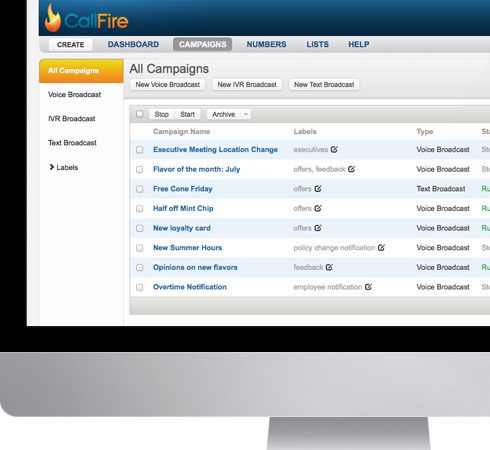 CallFire
CREATE DASHBOARD CAMPAIGNS NUMBERS LISTS HELP
All Campaigns
Voice Broadcast
IVR Broadcast
Text Broadcast
Labels
All Campaigns
New Voice Broadcast New IVR Broadcast New Text Broadcast
Stop Start Archive
Campaign Name Labels Type St
Executive Meeting Location Change executives Voice Broadcast St
Flavor of the month: July offers, feedback Voice Broadcast St
Free Cone Friday offers Text Broadcast Ru
Half off Mint Chip offers Voice Broadcast Ru
New loyalty card offers Voice Broadcast Ru
New Summer Hours policy change notification Voice Broadcast St
Opinions on new flavors feedback Voice Broadcast Ru
Overtime Notification employee notification Voice Broadcast St